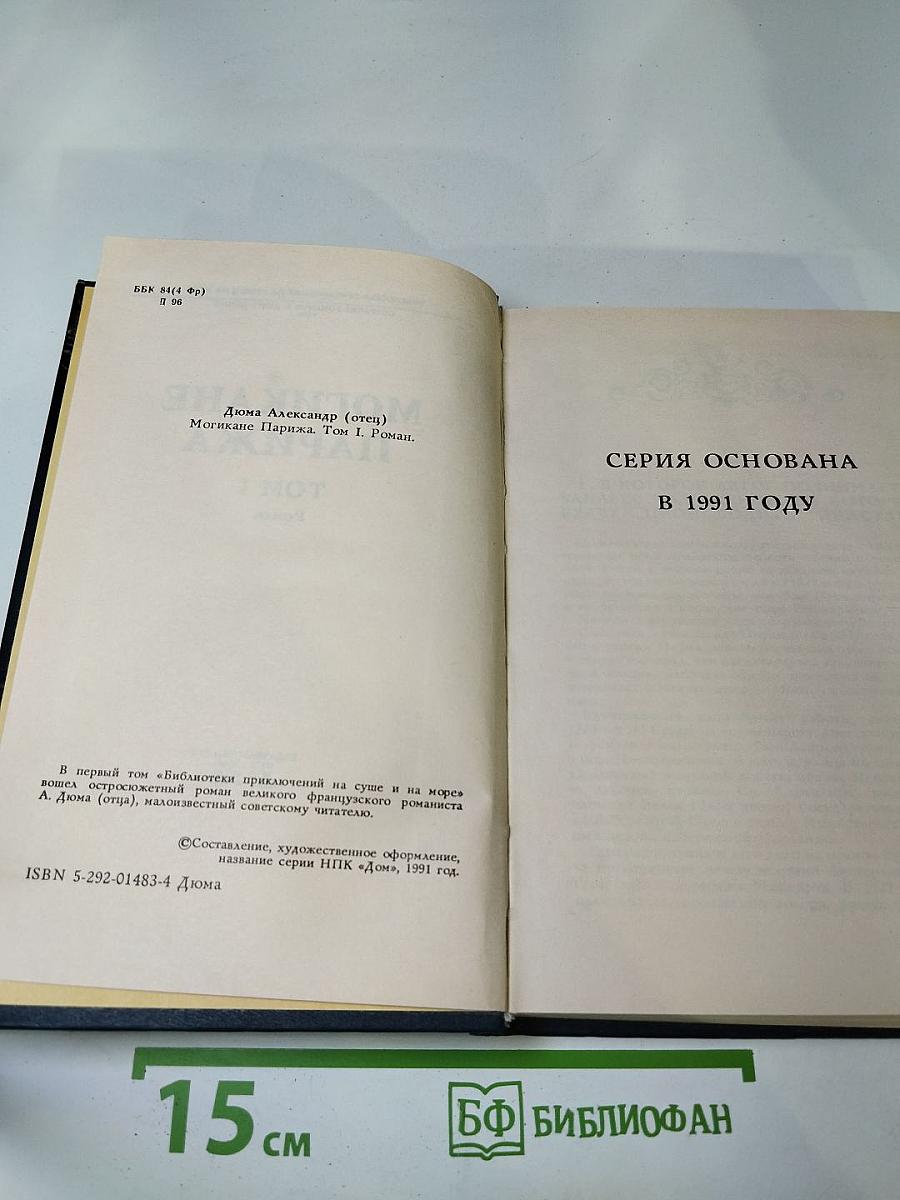 ББК 84(4 Фр)
П 96
Дюма Александр (отец)
Могикане Парижа. Том I. Роман.
В первый том «Библиотеки приключений на суше и на море»
вошел остросюжетный роман великого французского романиста
А. Дюма (отца), малоизвестный советскому читателю.
©Составление, художественное оформление,
название серии НПК «Дом», 1991 год.
ISBN 5-292-01483-4 Дюма
СЕРИЯ ОСНОВАНА
В 1991 ГОДУ
15 см
БФ БИБЛИОФАН